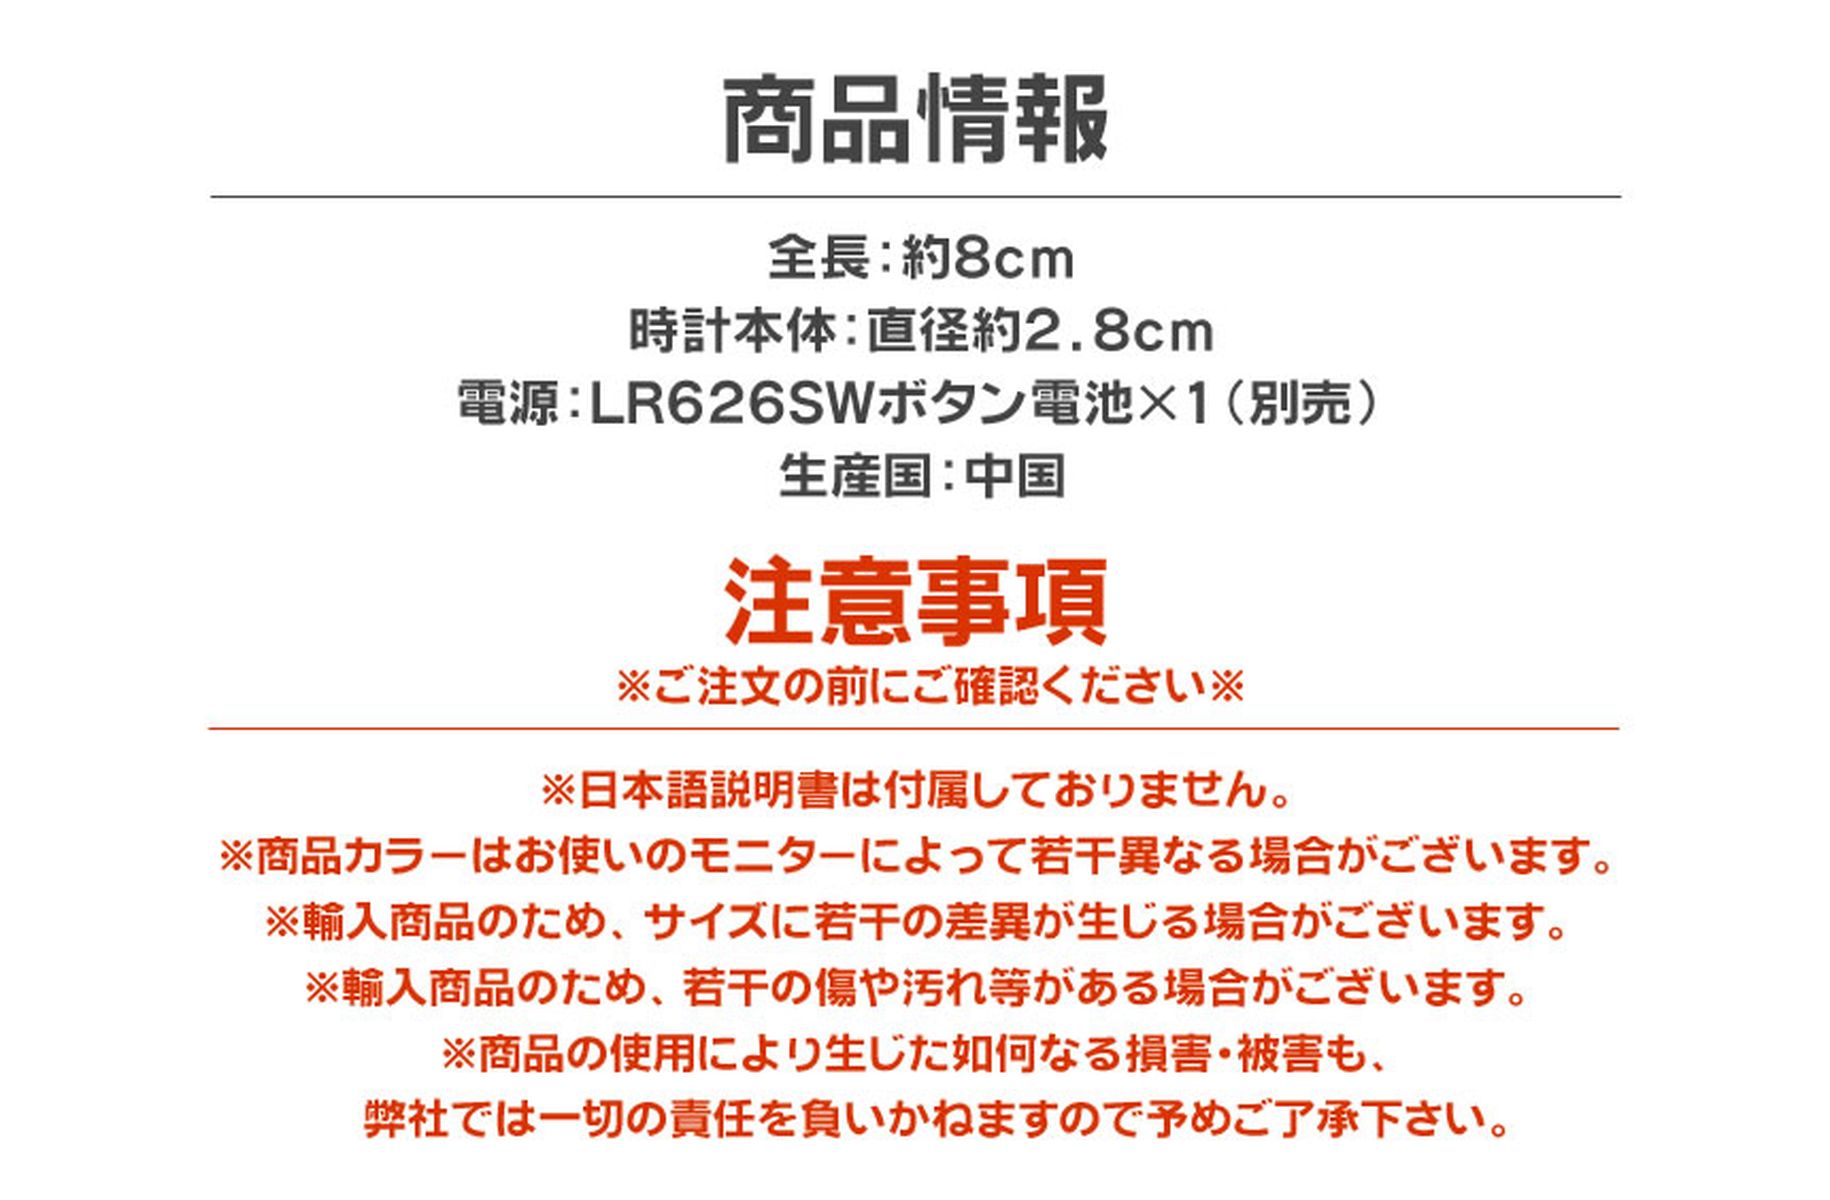 商品情報
全長：約8cm
時計本体：直径約2.8cm
電源：LR626SWボタン電池×1（別売）
生産国：中国
注意事項
※ご注文の前にご確認ください※
※日本語説明書は付属しておりません。
※商品カラーはお使いのモニターによって若干異なる場合がございます。
※輸入商品のため、サイズに若干の差異が生じる場合がございます。
※輸入商品のため、若干の傷や汚れ等がある場合がございます。
※商品の使用により生じた如何なる損害・被害も、
弊社では一切の責任を負いかねますので予めご了承下さい。